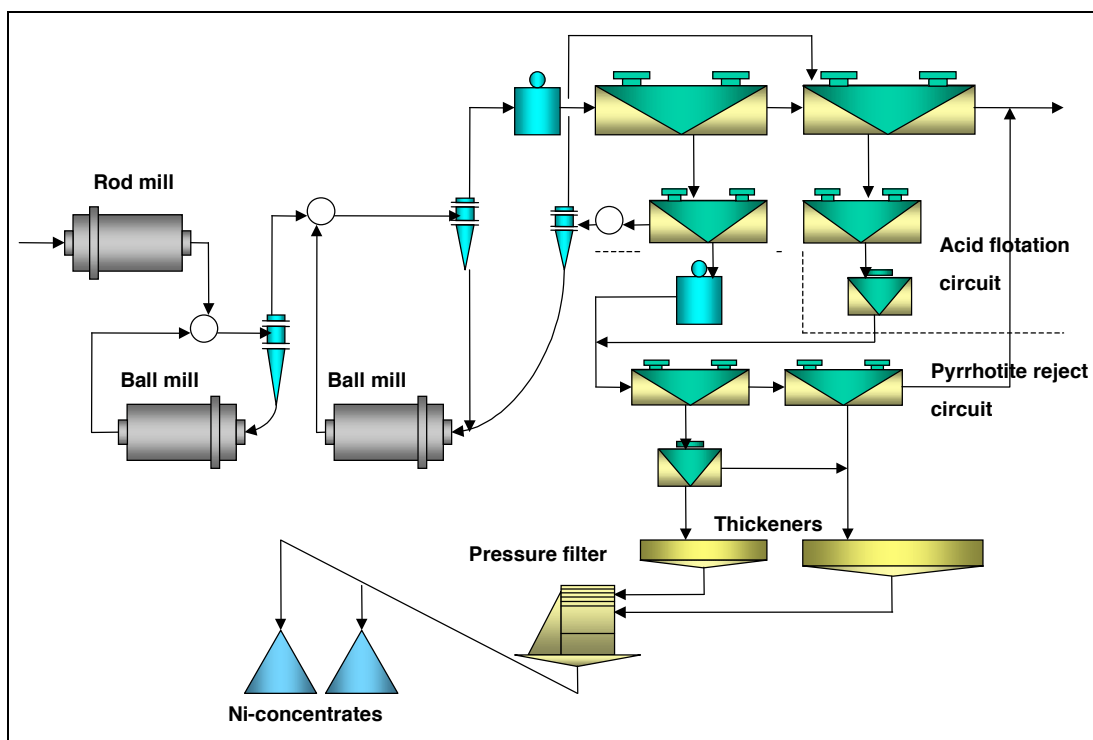 Rod mill
Acid flotation
circuit
Ball mill
Ball mill
Pyrrhotite reject
circuit
Thickeners
Pressure filter
Ni-concentrates